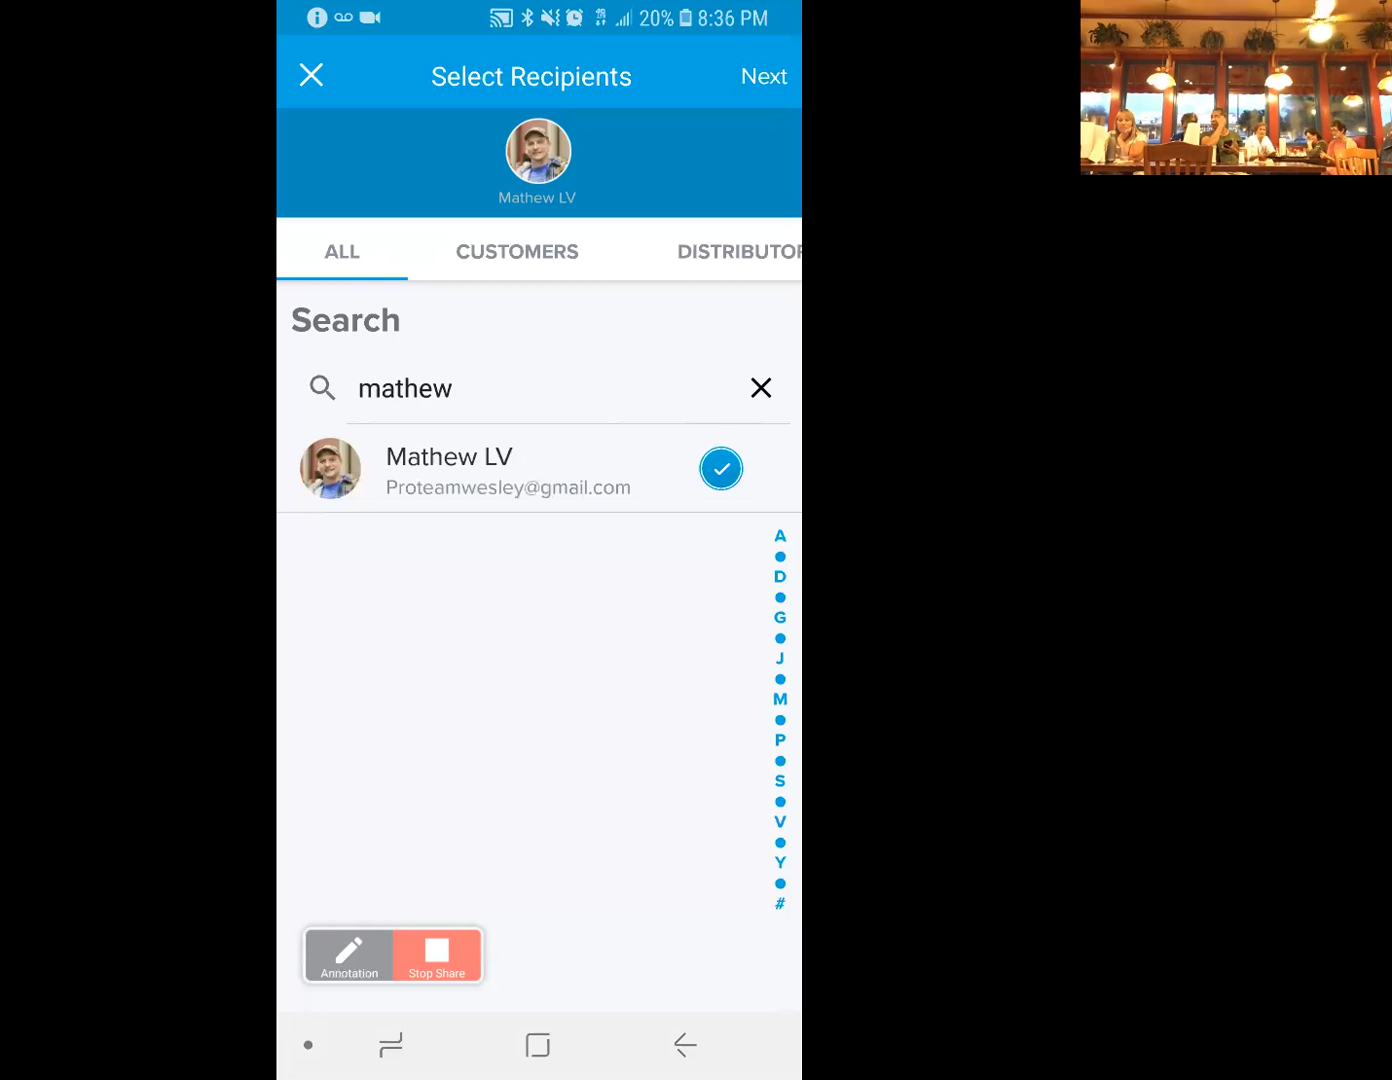 20% 8:36 PM
Select Recipients
Next
Mathew LV
ALL
CUSTOMERS
DISTRIBUTOR
Search
mathew
Mathew LV
Proteamwesley@gmail.com
A
D
G
J
M
P
S
V
Y
#
Annotation
Stop Share